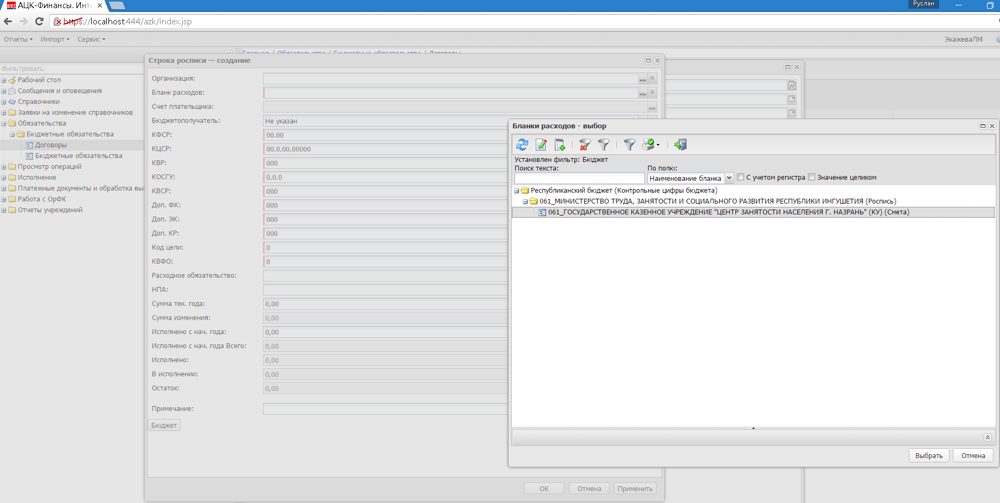 АЦК-Финансы. Инте
Руслан
https://localhost:444/azk/index.jsp
Отчеты Импорт Сервис
ЭкажеваЛМ
Главная / Обязательства / Бюджетные обязательства / Договоры
Фильтровать
Рабочий стол
Сообщения и оповещения
Справочники
Заявки на изменение справочников
Обязательства
Бюджетные обязательства
Договоры
Бюджетные обязательства
Просмотр операций
Исполнение
Платежные документы и обработка вы
Работа с ОрФК
Отчеты учреждений
Строка росписи — создание
Организация:
Бланк расходов:
Счет плательщика:
Бюджетополучатель: Не указан
КФСР: 00.00
КЦСР: 00.0.00.00000
КВР: 000
КОСГУ: 0.0.0
КВСР: 000
Доп. ФК: 000
Доп. ЭК: 000
Доп. КР: 000
Код цели: 0
КВФО: 0
Расходное обязательство:
НПА:
Сумма тек. года: 0,00
Сумма изменения: 0,00
Исполнено с нач. года: 0,00
Исполнено с нач. года Всего: 0,00
Исполнено: 0,00
В исполнении: 0,00
Остаток: 0,00
Примечание:
Бюджет
ОК Отмена Применить
Бланки расходов - выбор
Установлен фильтр: Бюджет
Поиск текста: По полю:
Наименование бланка С учетом регистра Значение целиком
Республиканский бюджет (Контрольные цифры бюджета)
061_МИНИСТЕРСТВО ТРУДА, ЗАНЯТОСТИ И СОЦИАЛЬНОГО РАЗВИТИЯ РЕСПУБЛИКИ ИНГУШЕТИЯ (Роспись)
061_ГОСУДАРСТВЕННОЕ КАЗЕННОЕ УЧРЕЖДЕНИЕ "ЦЕНТР ЗАНЯТОСТИ НАСЕЛЕНИЯ Г. НАЗРАНЬ" (КУ) (Смета)
Выбрать Отмена